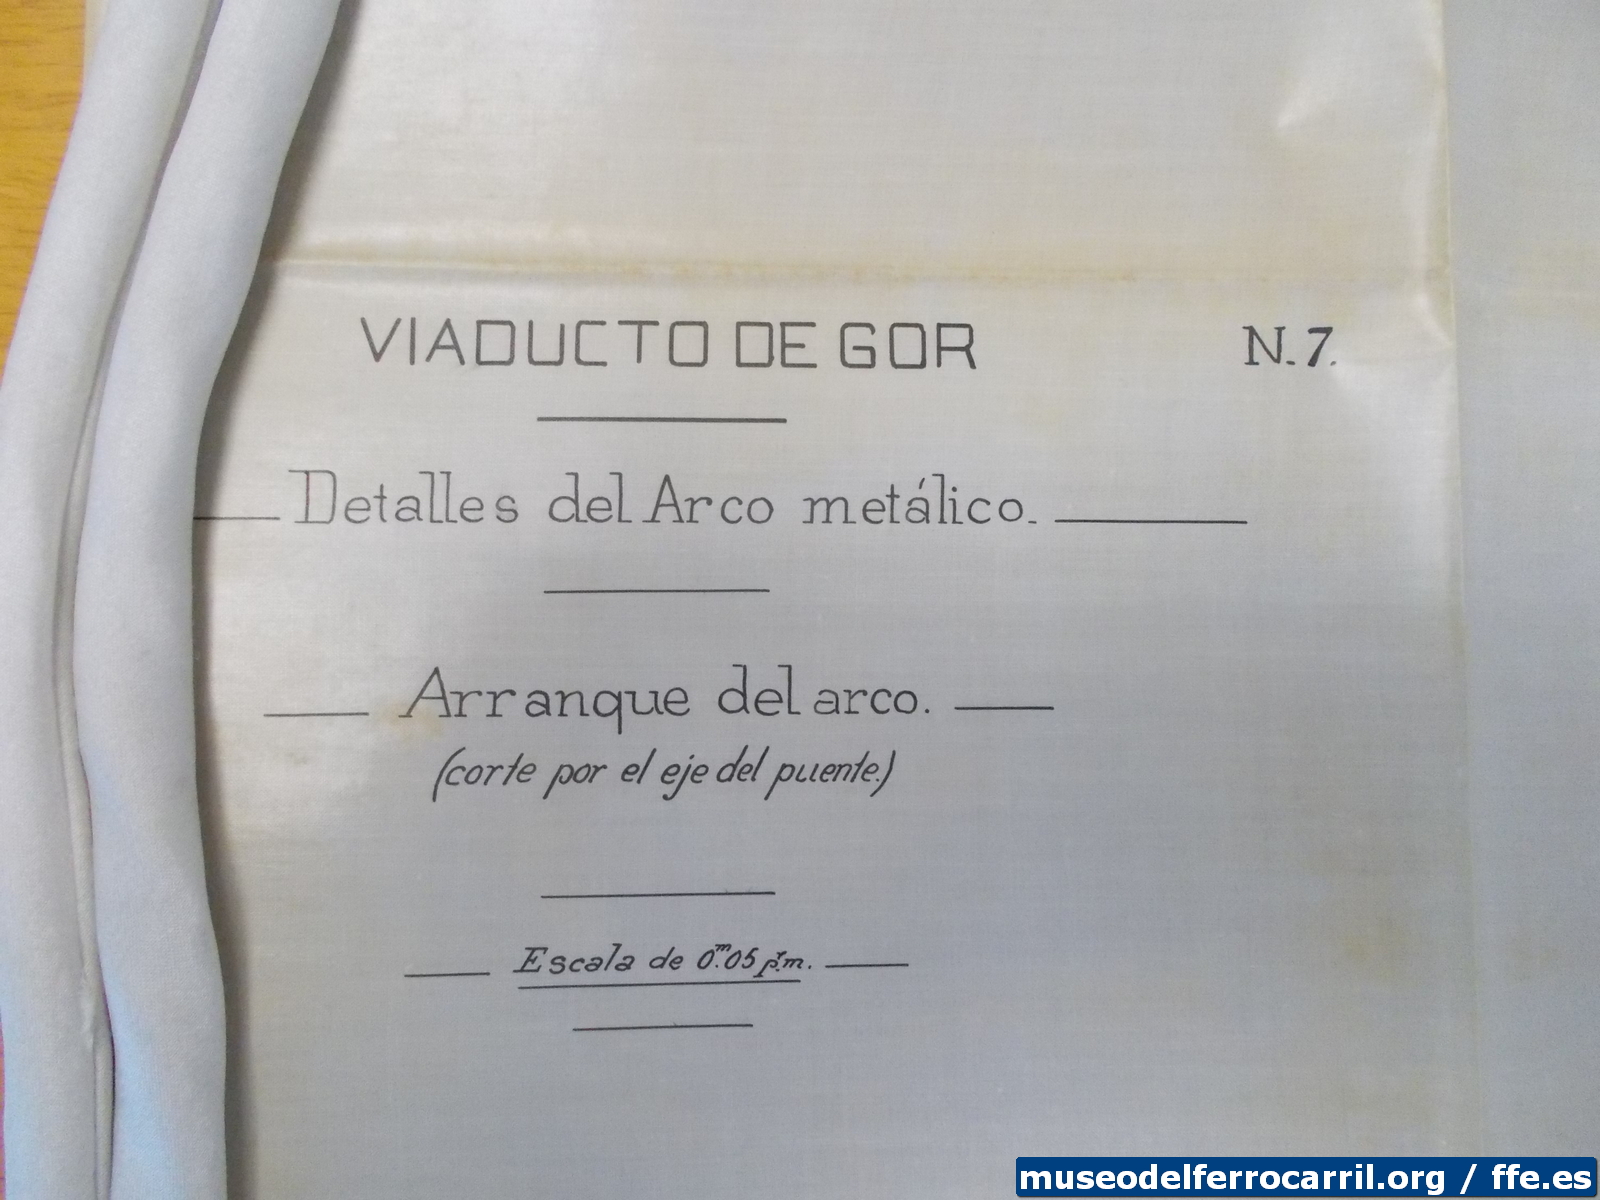 VIADUCTO DE GOR N.7.
Detalles del Arco metálico.
Arranque del arco.
(corte por el eje del puente.)
Escala de 0.ᵐ05 p.ʳm.
museodelferrocarril.org / ffe.es